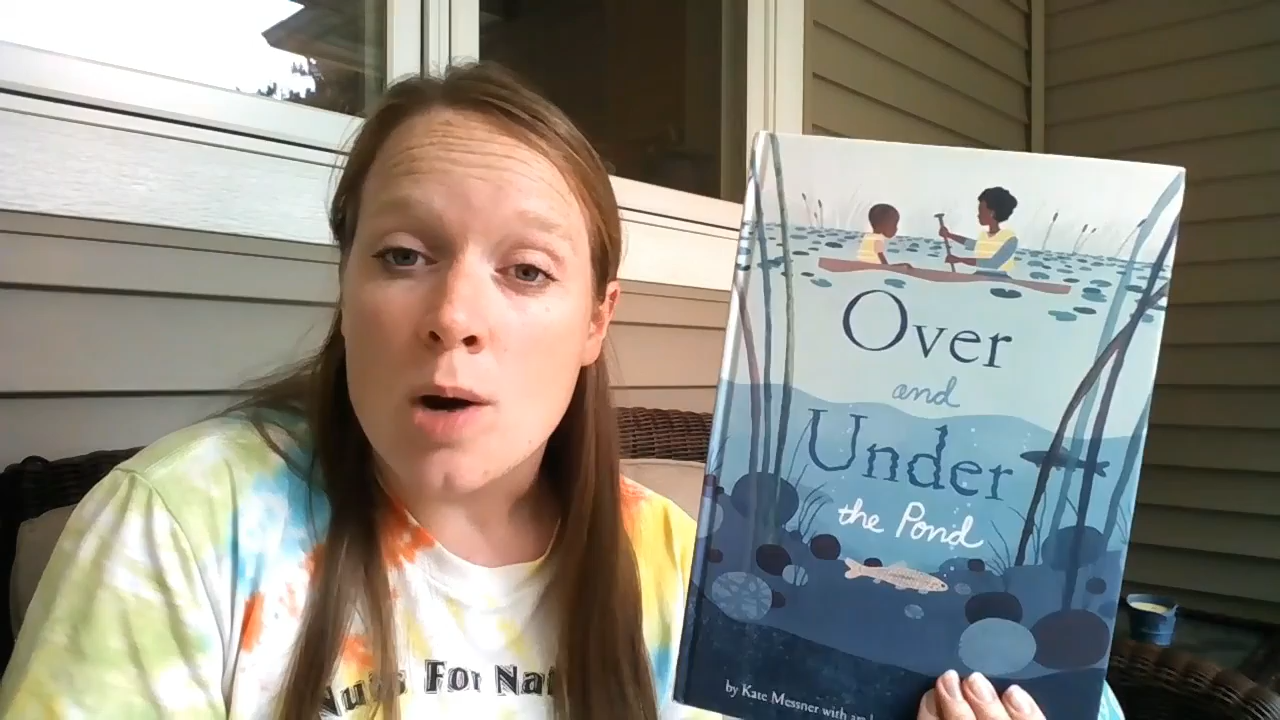 Over
and
Under
the Pond
by Kate Messner with
For Nat